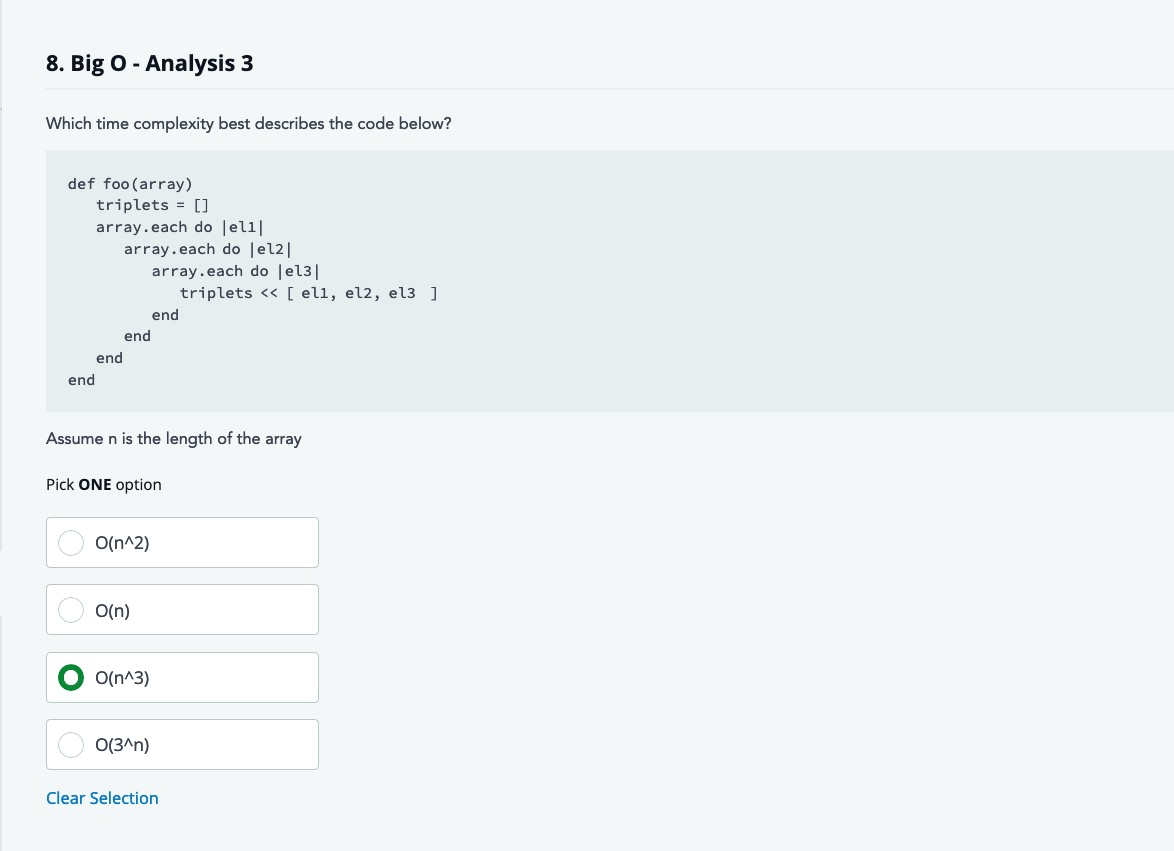 8. Big O - Analysis 3
Which time complexity best describes the code below?
def foo(array)
   triplets = []
   array.each do |el1|
      array.each do |el2|
         array.each do |el3|
            triplets << [ el1, el2, el3  ]
         end
      end
   end
end
Assume n is the length of the array
Pick ONE option
O(n^2)
O(n)
O(n^3)
O(3^n)
Clear Selection